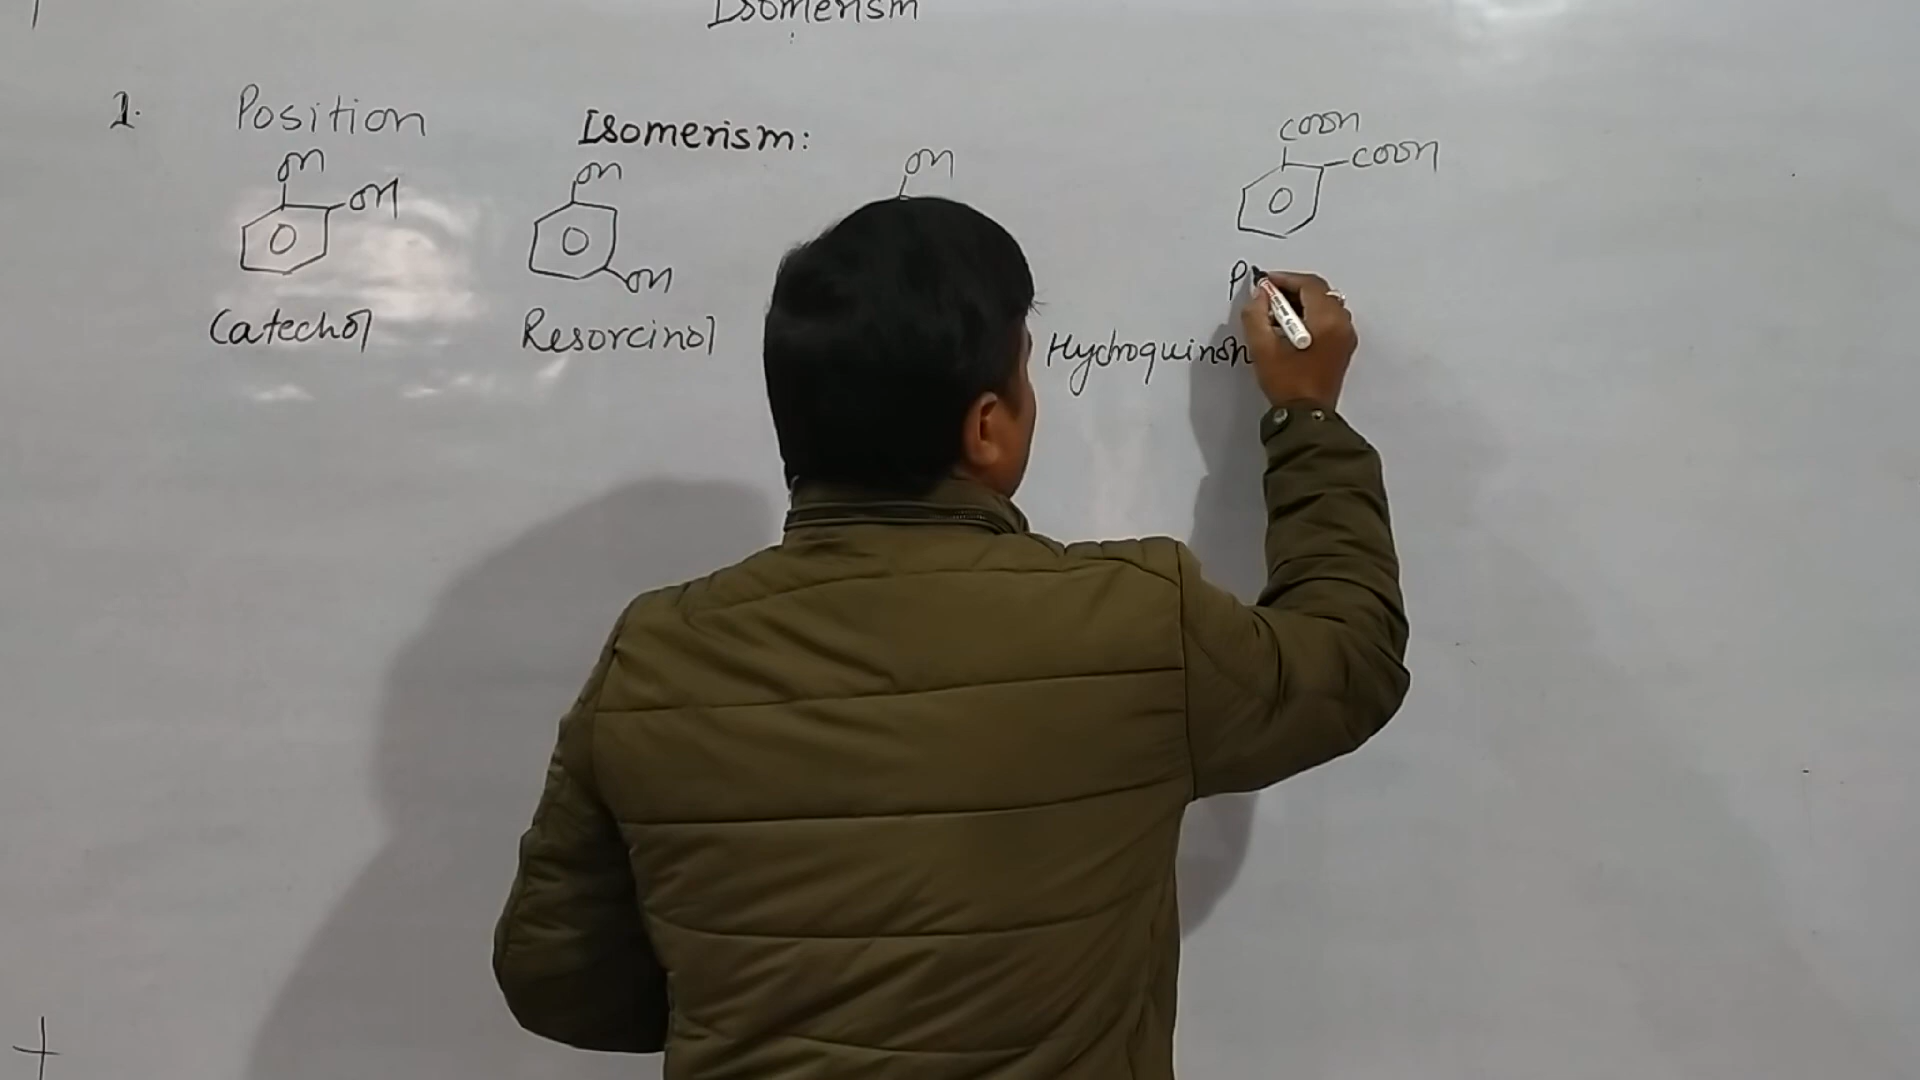 Isomerism
1. Position Isomerism:
OH
OH
OH
OH
OH
COOH
COOH
Catechol
Resorcinol
Hydroquinon
P